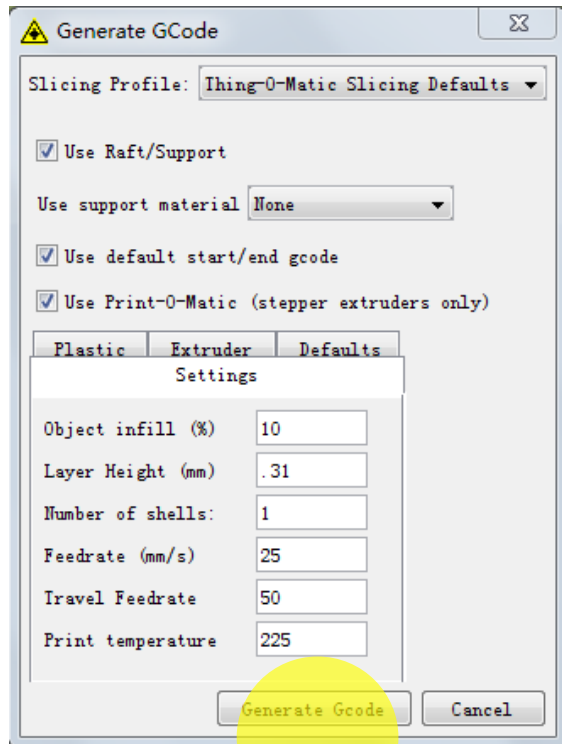 Generate GCode
Slicing Profile: Thing-O-Matic Slicing Defaults
Use Raft/Support
Use support material None
Use default start/end gcode
Use Print-O-Matic (stepper extruders only)
Plastic Extruder Defaults
Settings
Object infill (%) 10
Layer Height (mm) .31
Number of shells: 1
Feedrate (mm/s) 25
Travel Feedrate 50
Print temperature 225
Generate Gcode Cancel